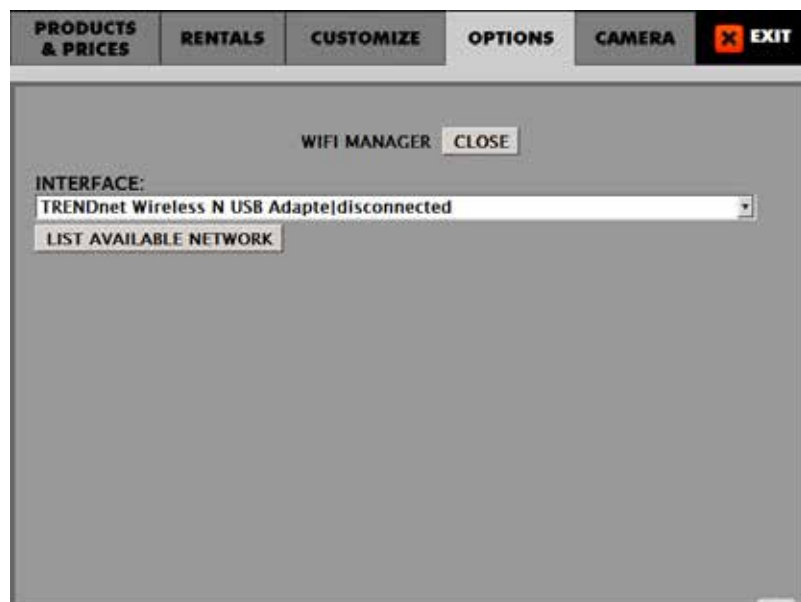 PRODUCTS
& PRICES
RENTALS
CUSTOMIZE
OPTIONS
CAMERA
X EXIT
WIFI MANAGER CLOSE
INTERFACE:
TRENDnet Wireless N USB Adapte|disconnected
LIST AVAILABLE NETWORK